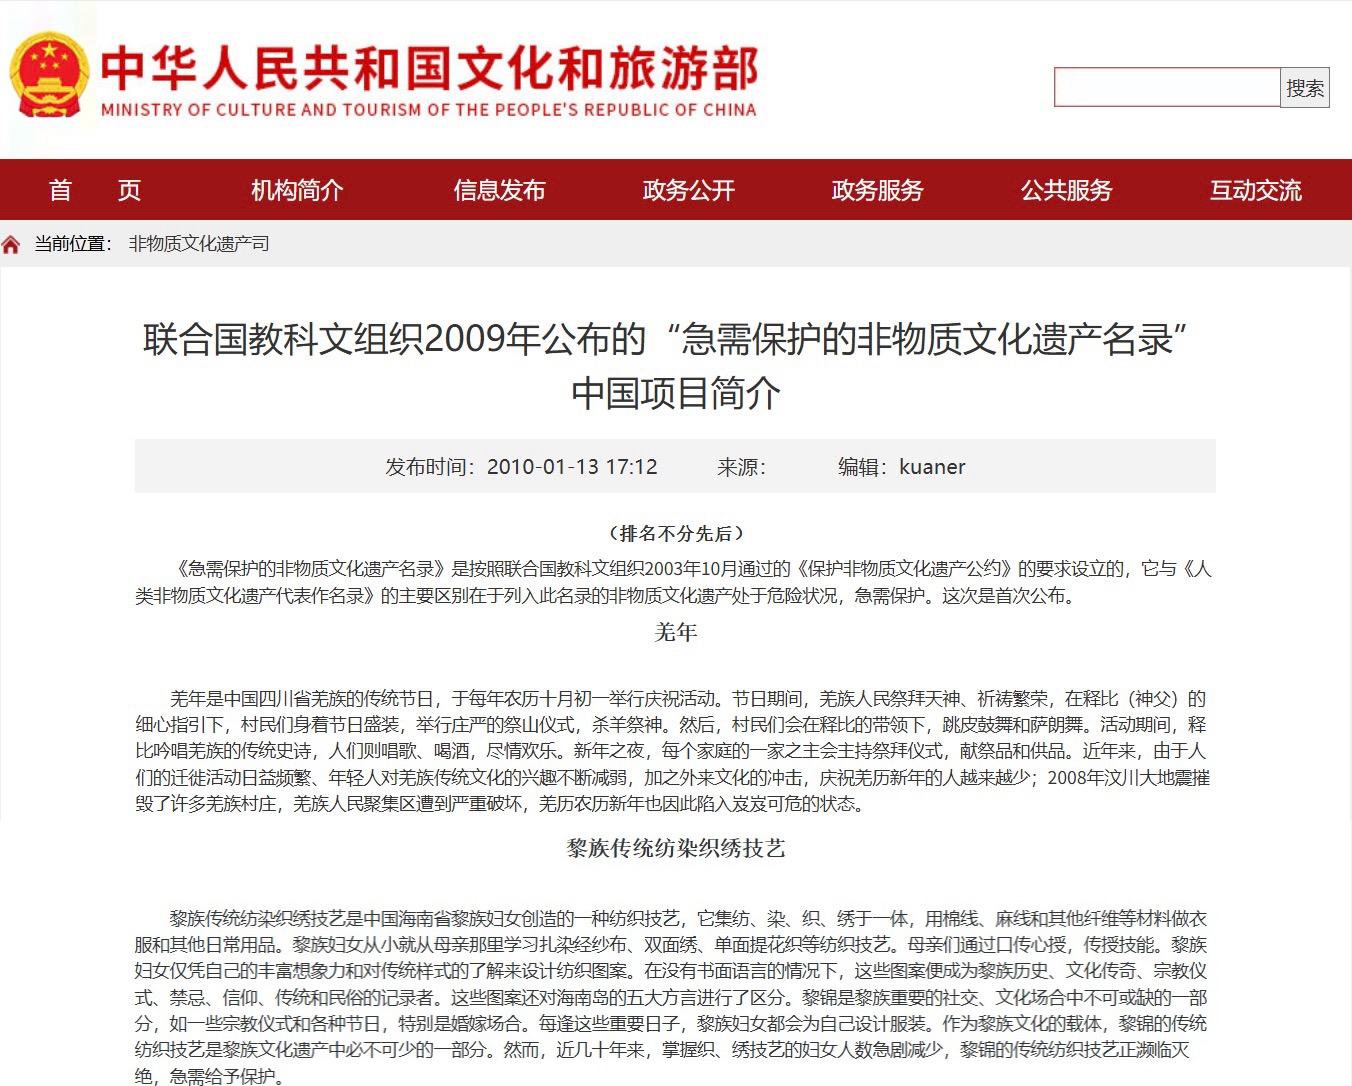 中华人民共和国文化和旅游部
MINISTRY OF CULTURE AND TOURISM OF THE PEOPLE'S REPUBLIC OF CHINA
搜索
首 页 机构简介 信息发布 政务公开 政务服务 公共服务 互动交流
当前位置： 非物质文化遗产司
联合国教科文组织2009年公布的“急需保护的非物质文化遗产名录”
中国项目简介
发布时间：2010-01-13 17:12 来源： 编辑：kuaner
（排名不分先后）
《急需保护的非物质文化遗产名录》是按照联合国教科文组织2003年10月通过的《保护非物质文化遗产公约》的要求设立的，它与《人
类非物质文化遗产代表作名录》的主要区别在于列入此名录的非物质文化遗产处于危险状况，急需保护。这次是首次公布。
羌年
羌年是中国四川省羌族的传统节日，于每年农历十月初一举行庆祝活动。节日期间，羌族人民祭拜天神、祈祷繁荣，在释比（神父）的
细心指引下，村民们身着节日盛装，举行庄严的祭山仪式，杀羊祭神。然后，村民们会在释比的带领下，跳皮鼓舞和萨朗舞。活动期间，释
比吟唱羌族的传统史诗，人们则唱歌、喝酒，尽情欢乐。新年之夜，每个家庭的一家之主会主持祭拜仪式，献祭品和供品。近年来，由于人
们的迁徙活动日益频繁、年轻人对羌族传统文化的兴趣不断减弱，加之外来文化的冲击，庆祝羌历新年的人越来越少；2008年汶川大地震摧
毁了许多羌族村庄，羌族人民聚集区遭到严重破坏，羌历农历新年也因此陷入岌岌可危的状态。
黎族传统纺染织绣技艺
黎族传统纺染织绣技艺是中国海南省黎族妇女创造的一种纺织技艺，它集纺、染、织、绣于一体，用棉线、麻线和其他纤维等材料做衣
服和其他日常用品。黎族妇女从小就从母亲那里学习扎染经纱布、双面绣、单面提花织等纺织技艺。母亲们通过口传心授，传授技能。黎族
妇女仅凭自己的丰富想象力和对传统样式的了解来设计纺织图案。在没有书面语言的情况下，这些图案便成为黎族历史、文化传奇、宗教仪
式、禁忌、信仰、传统和民俗的记录者。这些图案还对海南岛的五大方言进行了区分。黎锦是黎族重要的社交、文化场合中不可或缺的一部
分，如一些宗教仪式和各种节日，特别是婚嫁场合。每逢这些重要日子，黎族妇女都会为自己设计服装。作为黎族文化的载体，黎锦的传统
纺织技艺是黎族文化遗产中必不可少的一部分。然而，近几十年来，掌握织、绣技艺的妇女人数急剧减少，黎锦的传统纺织技艺正濒临灭
绝，急需给予保护。